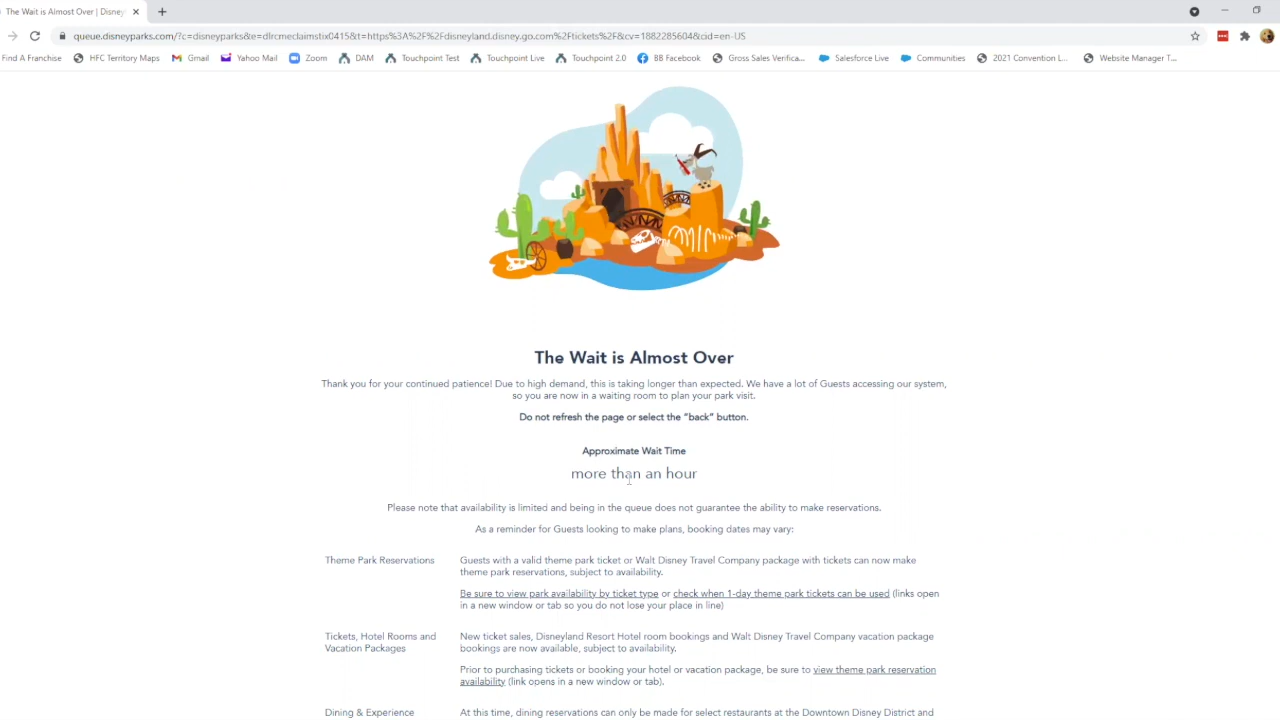 The Wait is Almost Over | Disney
queue.disneyparks.com/?c=disneyparks&e=dlrcmeclaimstix0415&t=https%3A%2F%2Fdisneyland.disney.go.com%2Ftickets%2F&cv=1882285604&cid=en-US
Find A Franchise HFC Territory Maps Gmail Yahoo Mail Zoom DAM Touchpoint Test Touchpoint Live Touchpoint 2.0 BB Facebook Gross Sales Verifica... Salesforce Live Communities 2021 Convention L... Website Manager T...
The Wait is Almost Over
Thank you for your continued patience! Due to high demand, this is taking longer than expected. We have a lot of Guests accessing our system,
so you are now in a waiting room to plan your park visit.
Do not refresh the page or select the “back” button.
Approximate Wait Time
more than an hour
Please note that availability is limited and being in the queue does not guarantee the ability to make reservations.
As a reminder for Guests looking to make plans, booking dates may vary:
Theme Park Reservations
Guests with a valid theme park ticket or Walt Disney Travel Company package with tickets can now make
theme park reservations, subject to availability.
Be sure to view park availability by ticket type or check when 1-day theme park tickets can be used (links open
in a new window or tab so you do not lose your place in line)
Tickets, Hotel Rooms and
Vacation Packages
New ticket sales, Disneyland Resort Hotel room bookings and Walt Disney Travel Company vacation package
bookings are now available, subject to availability.
Prior to purchasing tickets or booking your hotel or vacation package, be sure to view theme park reservation
availability (link opens in a new window or tab).
Dining & Experience
At this time, dining reservations can only be made for select restaurants at the Downtown Disney District and